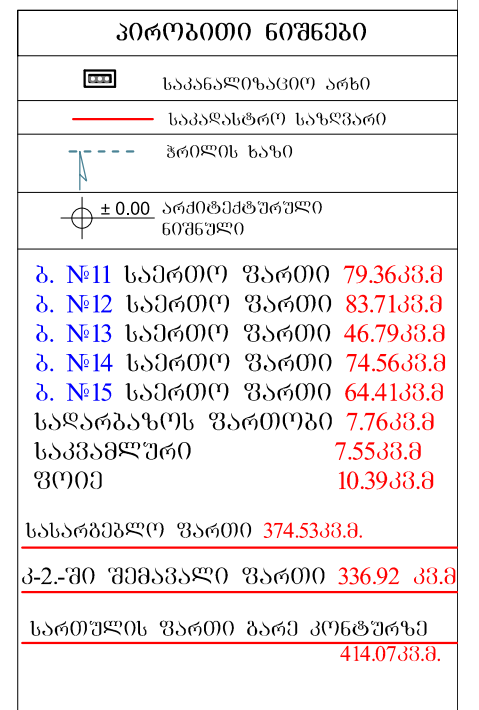 პირობითი ნიშნები
საკანალიზაციო არხი
საკადასტრო საზღვარი
ჭრილის ხაზი
± 0.00 არქიტექტურული
ნიშნული
ბ. №11 საერთო ფართი 79.36კვ.მ
ბ. №12 საერთო ფართი 83.71კვ.მ
ბ. №13 საერთო ფართი 46.79კვ.მ
ბ. №14 საერთო ფართი 74.56კვ.მ
ბ. №15 საერთო ფართი 64.41კვ.მ
სადარბაზოს ფართობი 7.76კვ.მ
საკვამლური 7.55კვ.მ
ფოიე 10.39კვ.მ
სასარგებლო ფართი 374.53კვ.მ.
კ-2.-ში შემავალი ფართი 336.92 კვ.მ
სართულის ფართი გარე კონტურზე
414.07კვ.მ.